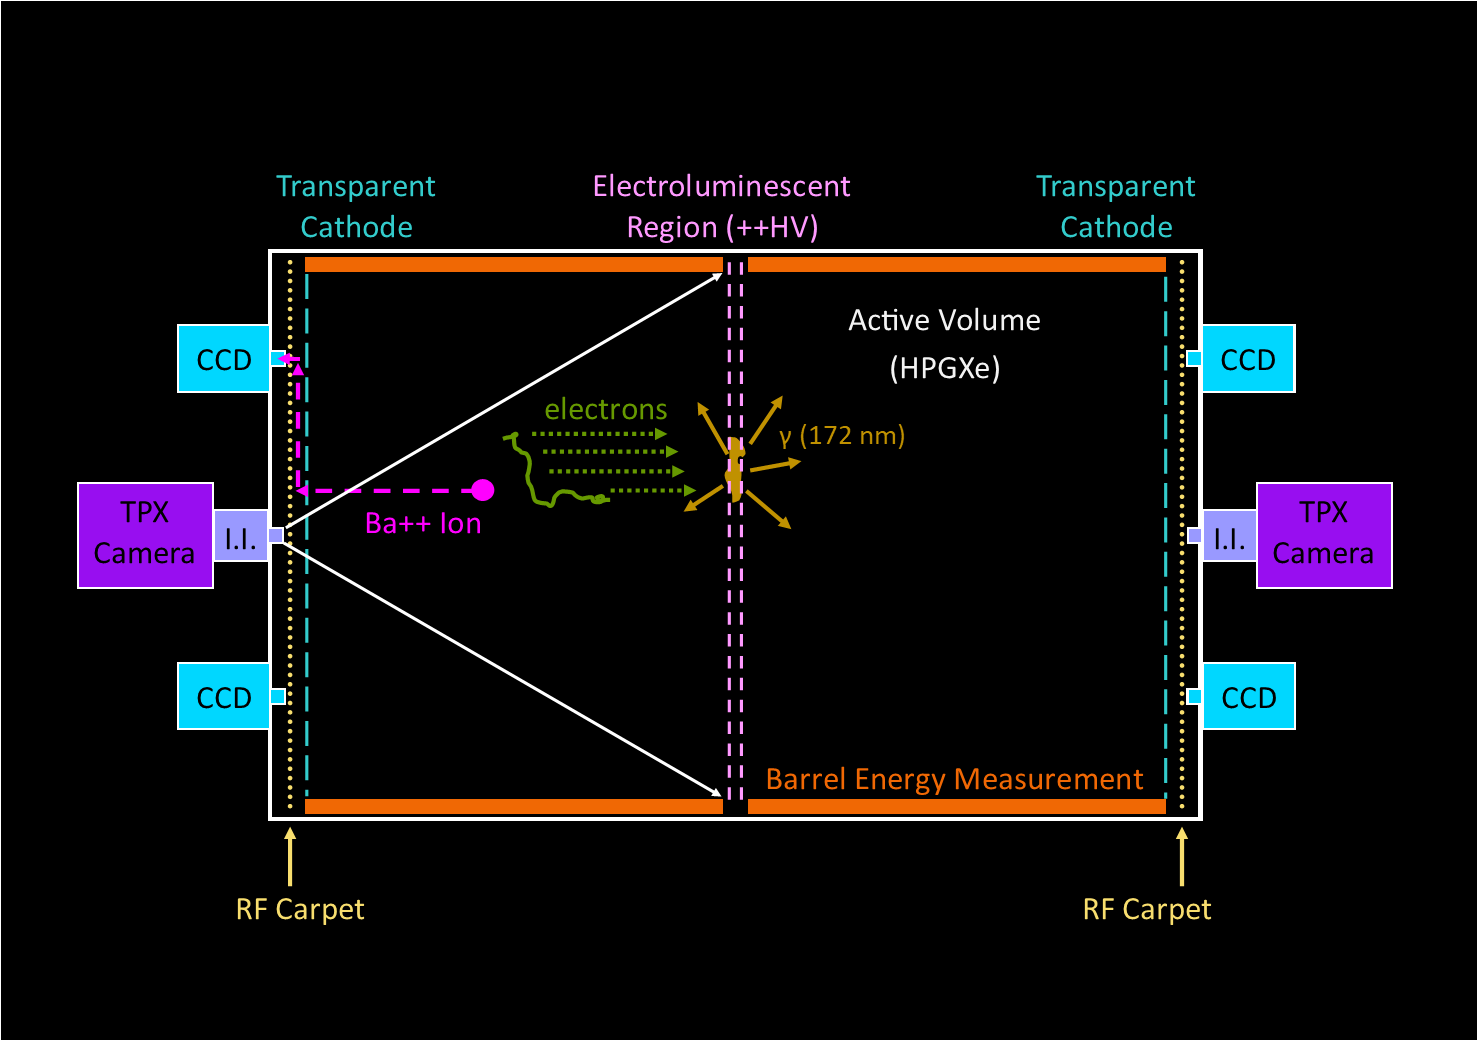 Transparent
Cathode
Electroluminescent
Region (++HV)
Transparent
Cathode
Active Volume
(HPGXe)
CCD
CCD
electrons
γ (172 nm)
TPX
Camera
I.I.
Ba++ Ion
I.I.
TPX
Camera
CCD
CCD
Barrel Energy Measurement
RF Carpet
RF Carpet